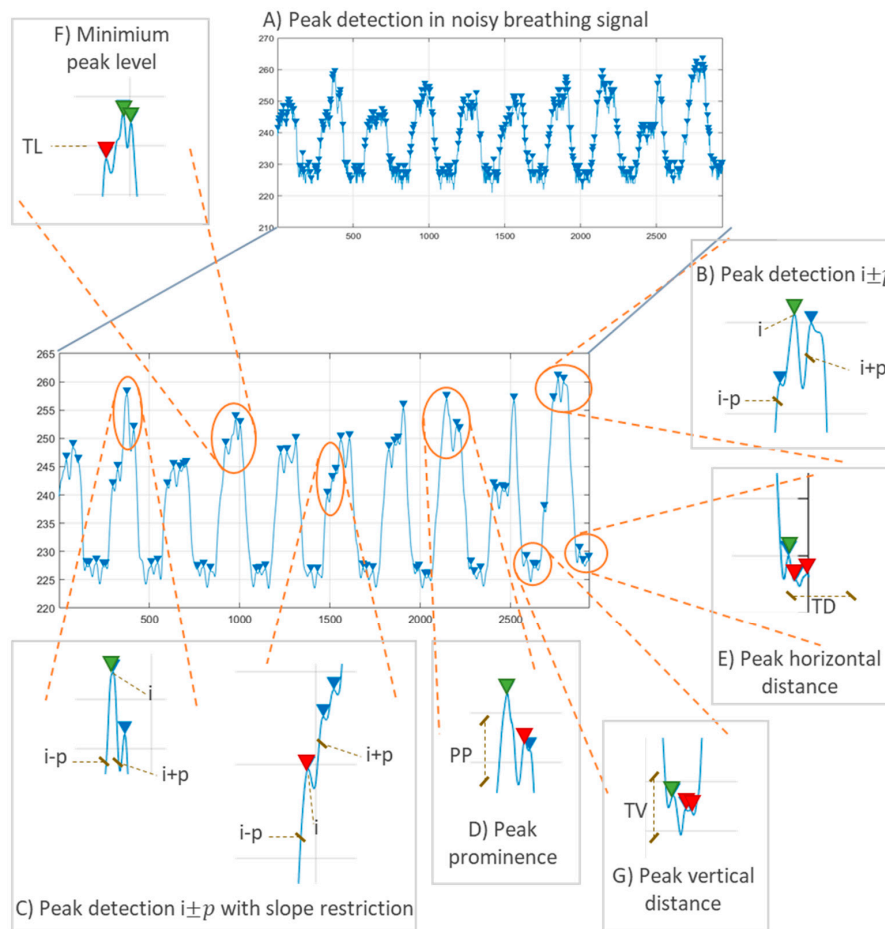 A) Peak detection in noisy breathing signal
F) Minimium
peak level
TL
270
260
250
240
230
220
210
500
1000
1500
2000
2500
B) Peak detection i±p
i
i+p
i-p
265
260
255
250
245
240
235
230
225
220
500
1000
1500
2000
2500
TD
E) Peak horizontal
distance
i
i-p
i+p
i+p
i-p
i
C) Peak detection i±p with slope restriction
PP
D) Peak
prominence
TV
G) Peak vertical
distance